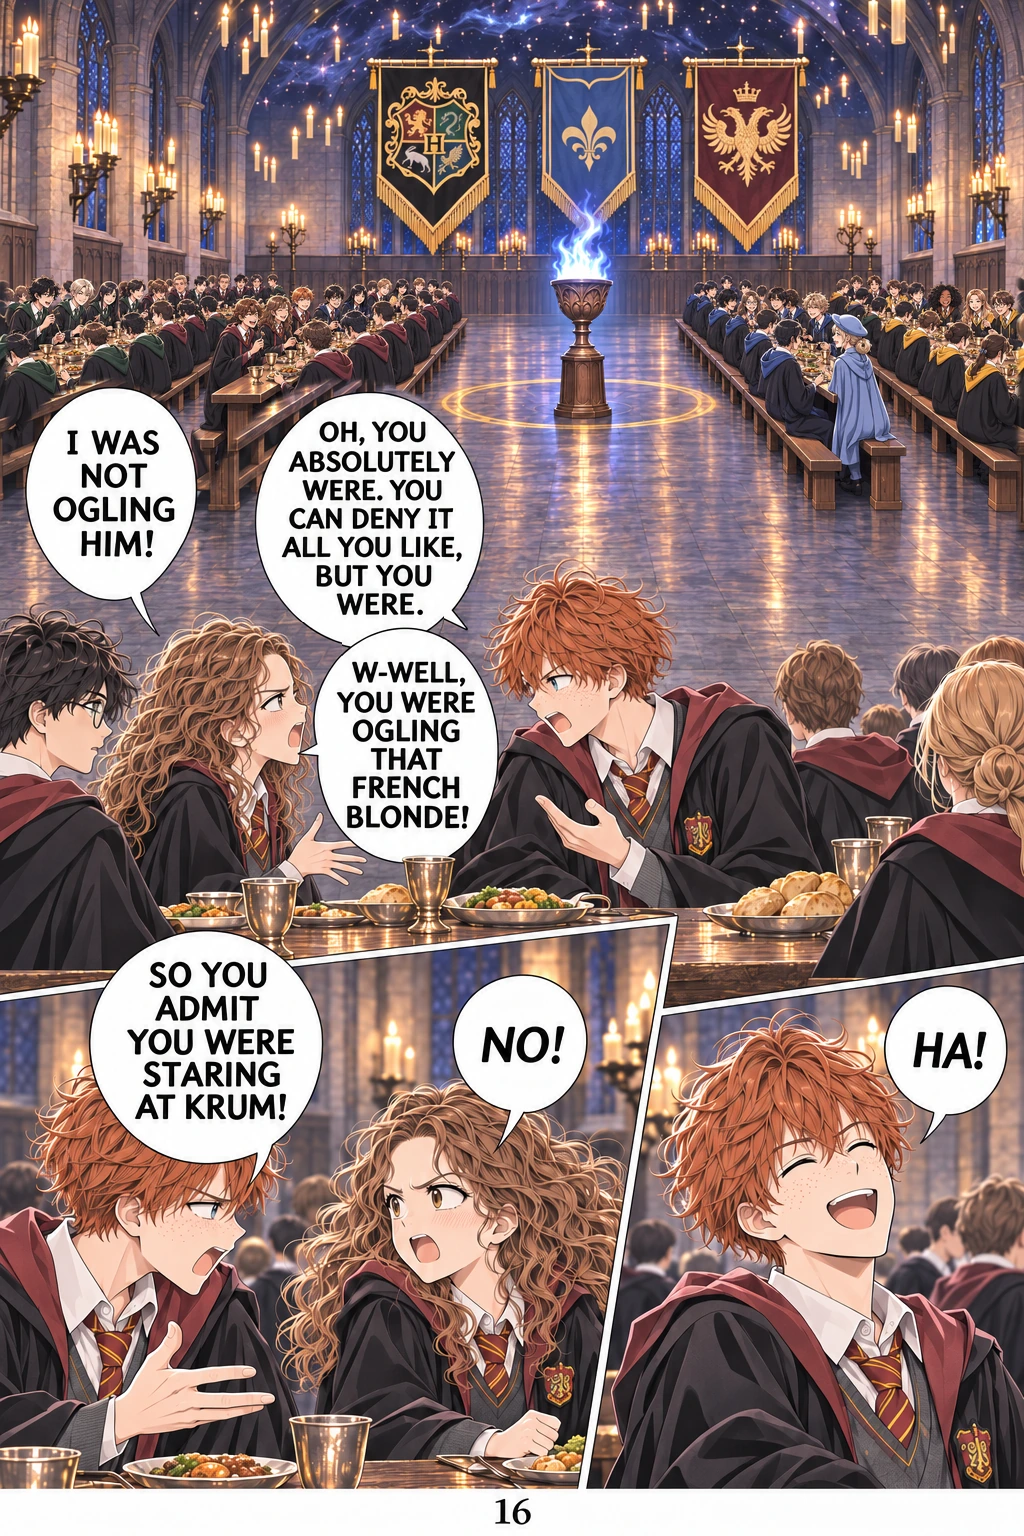 H
I WAS
NOT
OGLING
HIM!
OH, YOU
ABSOLUTELY
WERE. YOU
CAN DENY IT
ALL YOU LIKE,
BUT YOU
WERE.
W-WELL,
YOU WERE
OGLING
THAT
FRENCH
BLONDE!
SO YOU
ADMIT
YOU WERE
STARING
AT KRUM!
NO!
HA!
16